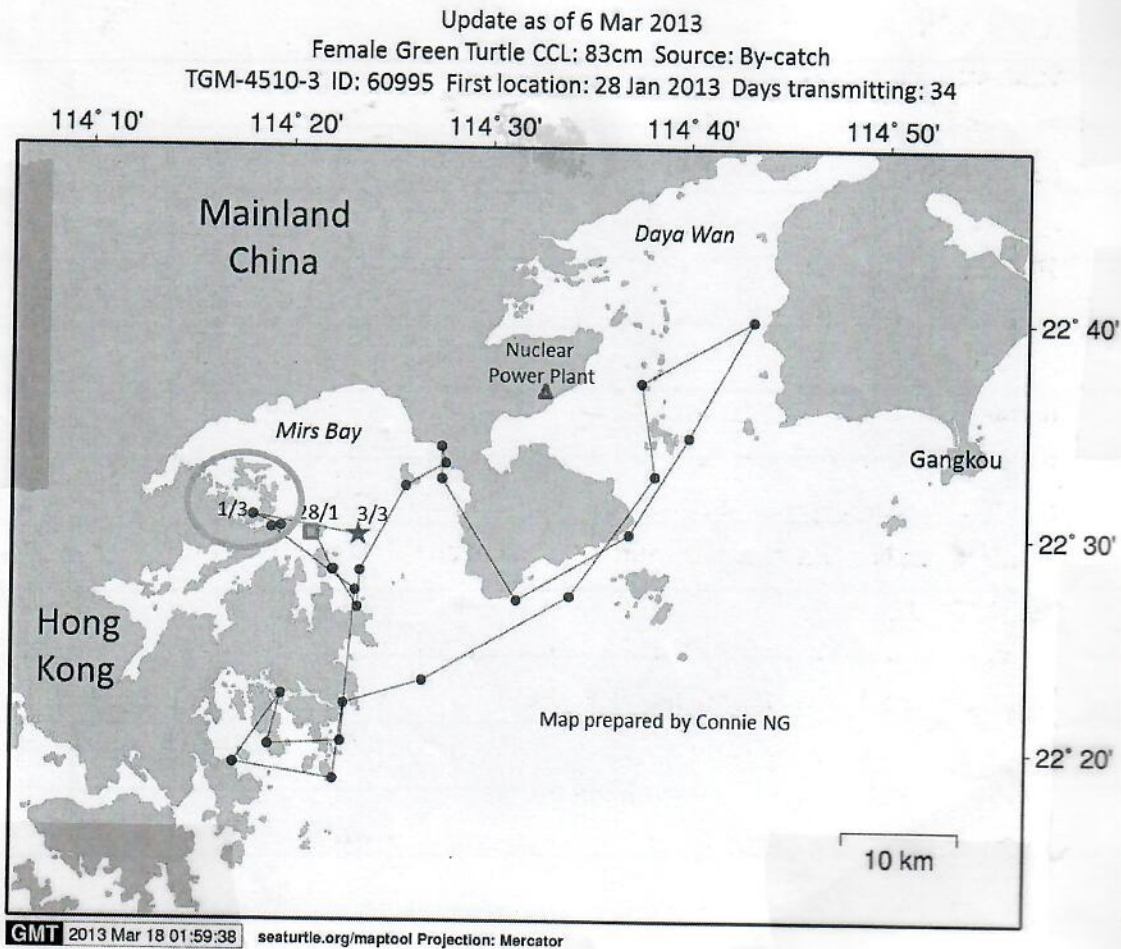 Update as of 6 Mar 2013
Female Green Turtle CCL: 83cm Source: By-catch
TGM-4510-3 ID: 60995 First location: 28 Jan 2013 Days transmitting: 34
114° 10' 114° 20' 114° 30' 114° 40' 114° 50'
Mainland
China
Daya Wan
22° 40'
Nuclear
Power Plant
Mirs Bay
Gangkou
1/3 28/1 3/3
22° 30'
Hong
Kong
Map prepared by Connie NG
22° 20'
10 km
GMT 2013 Mar 18 01:59:38 seaturtle.org/maptool Projection: Mercator